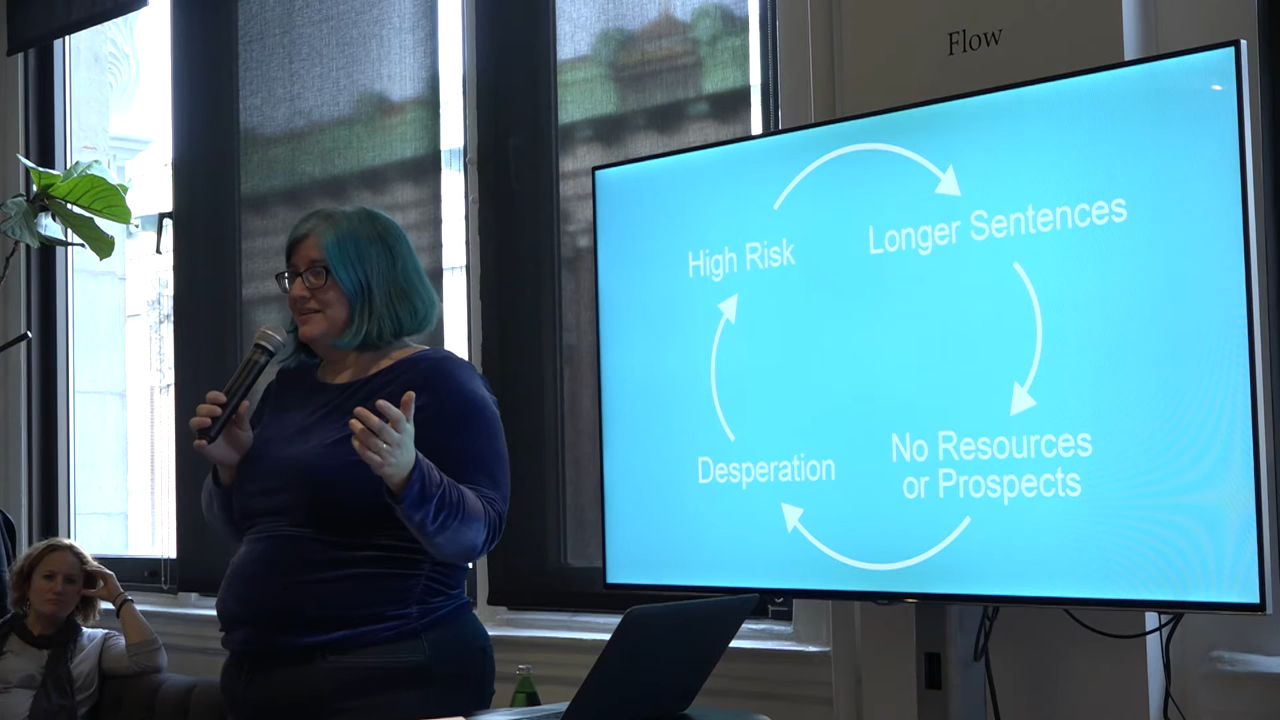 Flow
High Risk
Longer Sentences
No Resources
or Prospects
Desperation